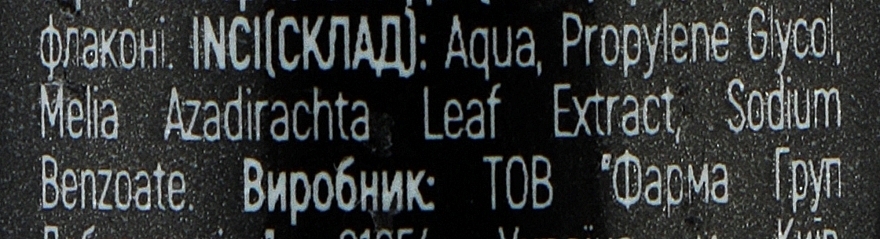 флаконі. INCI(СКЛАД): Aqua, Propylene Glycol,
Melia Azadirachta Leaf Extract, Sodium
Benzoate. Виробник: ТОВ "Фарма Груп